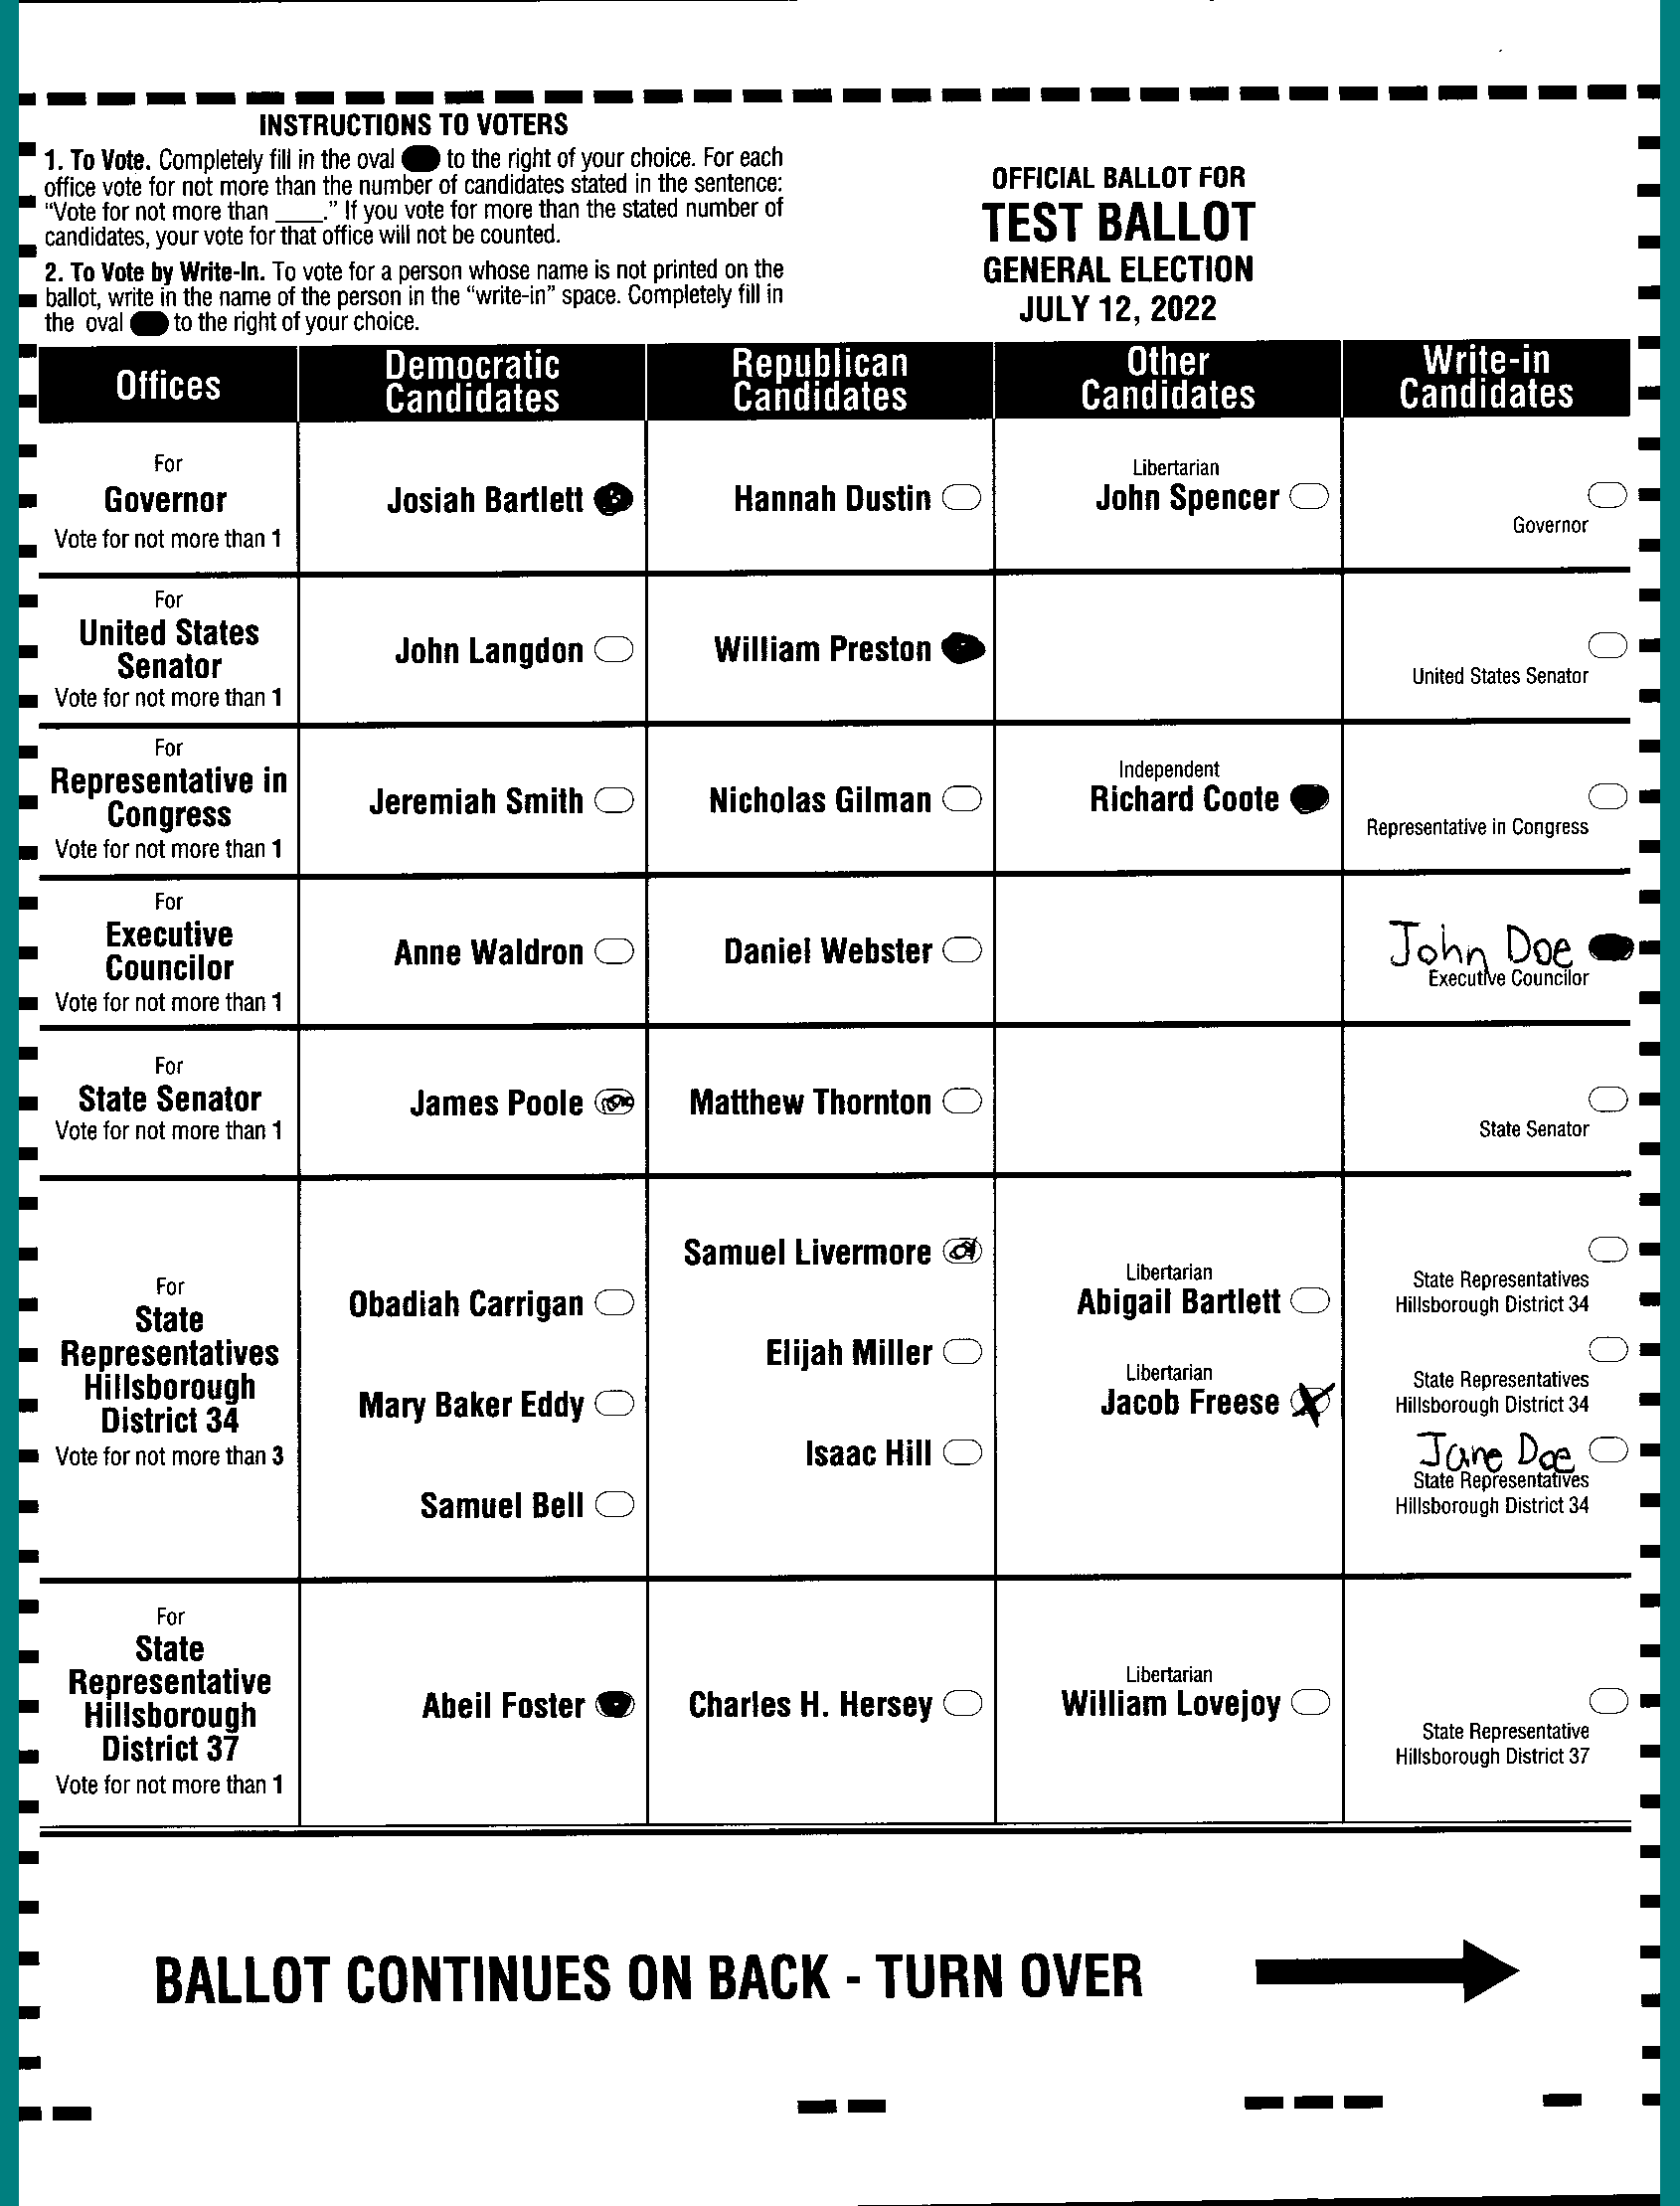 INSTRUCTIONS TO VOTERS
1. To Vote. Completely fill in the oval to the right of your choice. For each
office vote for not more than the number of candidates stated in the sentence:
"Vote for not more than ____." If you vote for more than the stated number of
candidates, your vote for that office will not be counted.
2. To Vote by Write-In. To vote for a person whose name is not printed on the
ballot, write in the name of the person in the "write-in" space. Completely fill in
the oval to the right of your choice.
OFFICIAL BALLOT FOR
TEST BALLOT
GENERAL ELECTION
JULY 12, 2022
Offices
Democratic
Candidates
Republican
Candidates
Other
Candidates
Write-in
Candidates
For
Governor
Vote for not more than 1
Josiah Bartlett
Hannah Dustin
Libertarian
John Spencer
Governor
For
United States
Senator
Vote for not more than 1
John Langdon
William Preston
United States Senator
For
Representative in
Congress
Vote for not more than 1
Jeremiah Smith
Nicholas Gilman
Independent
Richard Coote
Representative in Congress
For
Executive
Councilor
Vote for not more than 1
Anne Waldron
Daniel Webster
John Doe
Executive Councilor
For
State Senator
Vote for not more than 1
James Poole
Matthew Thornton
State Senator
For
State
Representatives
Hillsborough
District 34
Vote for not more than 3
Obadiah Carrigan
Mary Baker Eddy
Samuel Bell
Samuel Livermore
Elijah Miller
Isaac Hill
Libertarian
Abigail Bartlett
Libertarian
Jacob Freese
State Representatives
Hillsborough District 34
State Representatives
Hillsborough District 34
Jane Doe
State Representatives
Hillsborough District 34
For
State
Representative
Hillsborough
District 37
Vote for not more than 1
Abeil Foster
Charles H. Hersey
Libertarian
William Lovejoy
State Representative
Hillsborough District 37
BALLOT CONTINUES ON BACK - TURN OVER